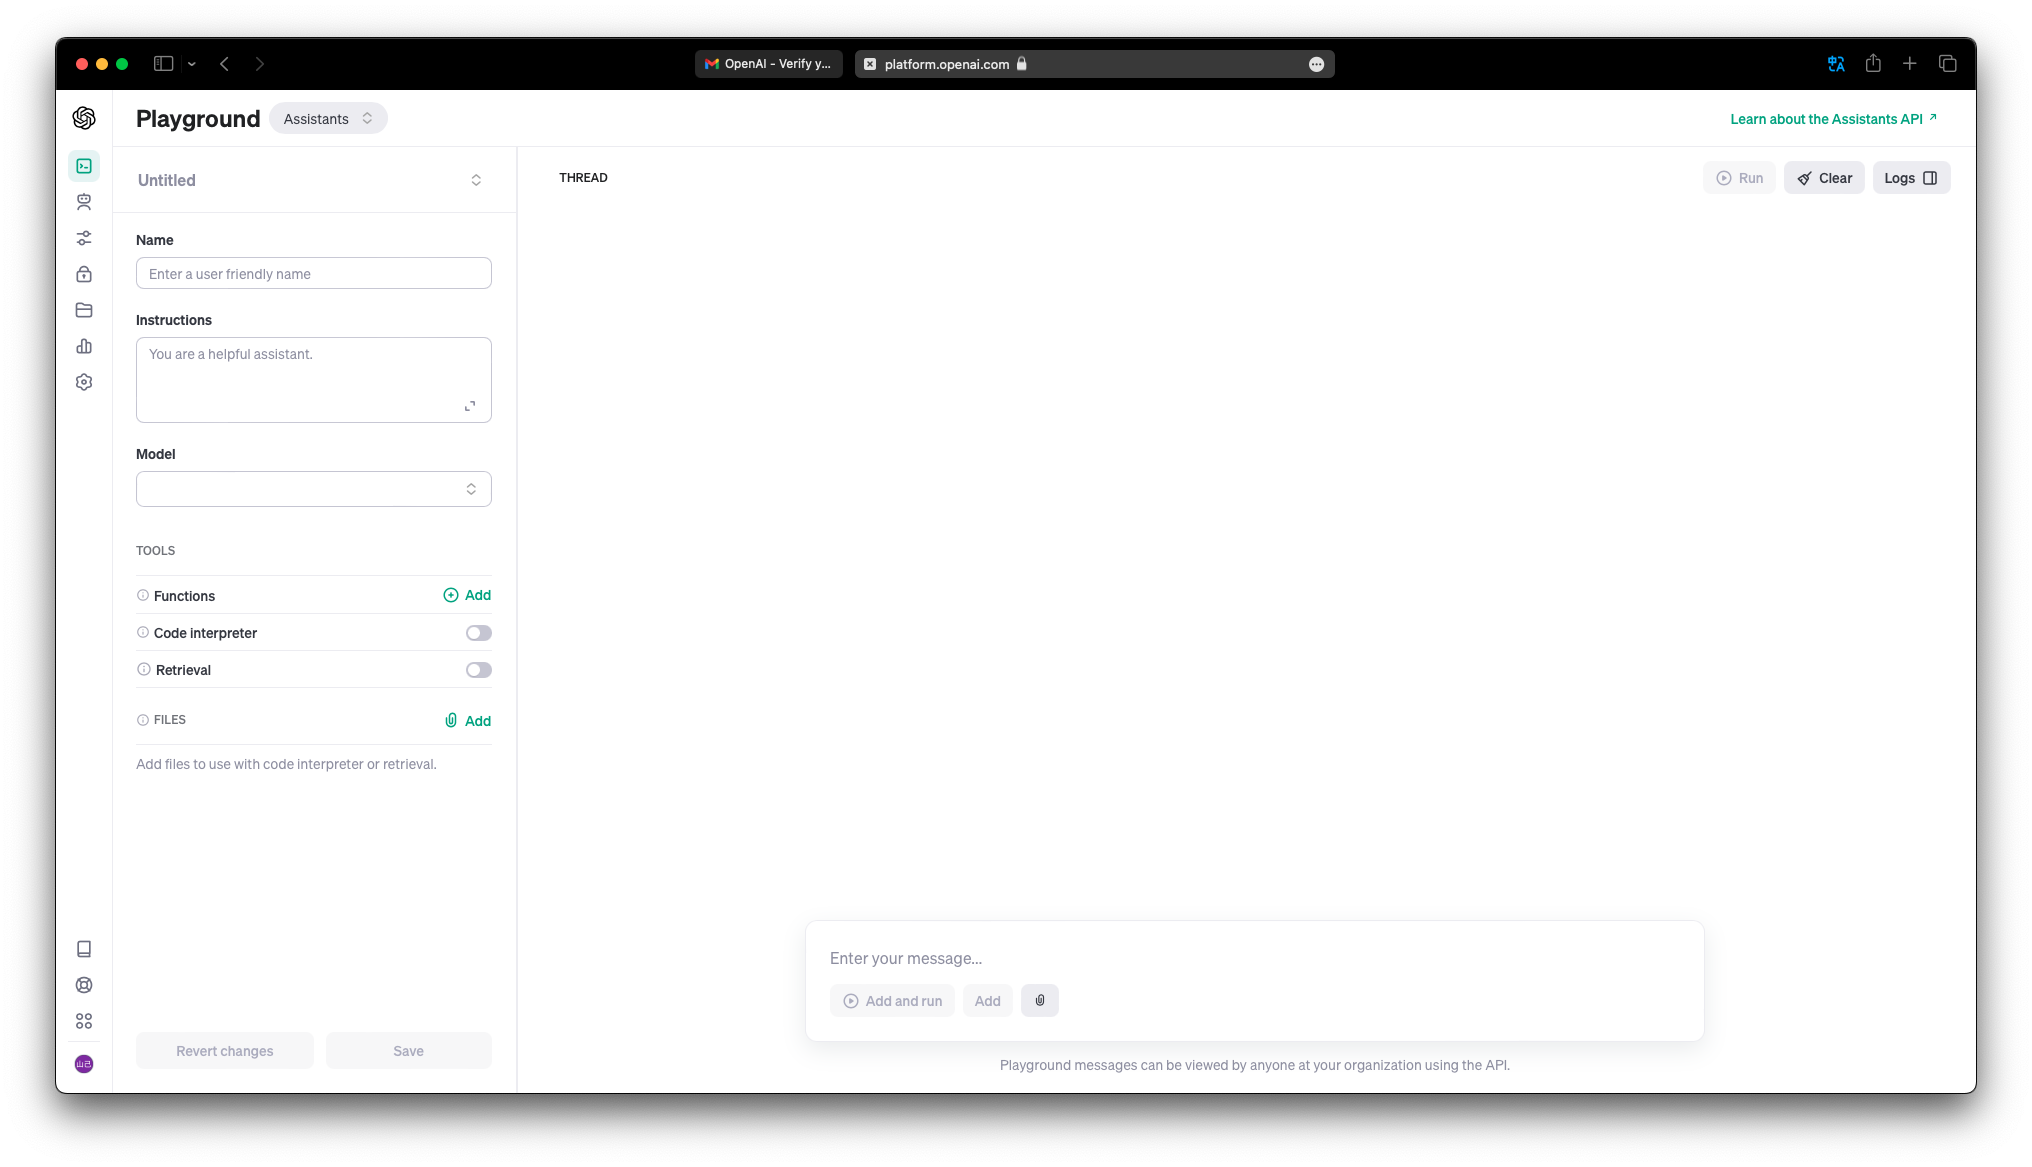 OpenAI - Verify y...
platform.openai.com
Playground
Assistants
Learn about the Assistants API
Untitled
THREAD
Run
Clear
Logs
Name
Enter a user friendly name
Instructions
You are a helpful assistant.
Model
TOOLS
Functions
Add
Code interpreter
Retrieval
FILES
Add
Add files to use with code interpreter or retrieval.
Enter your message...
Add and run
Add
Revert changes
Save
山己
Playground messages can be viewed by anyone at your organization using the API.